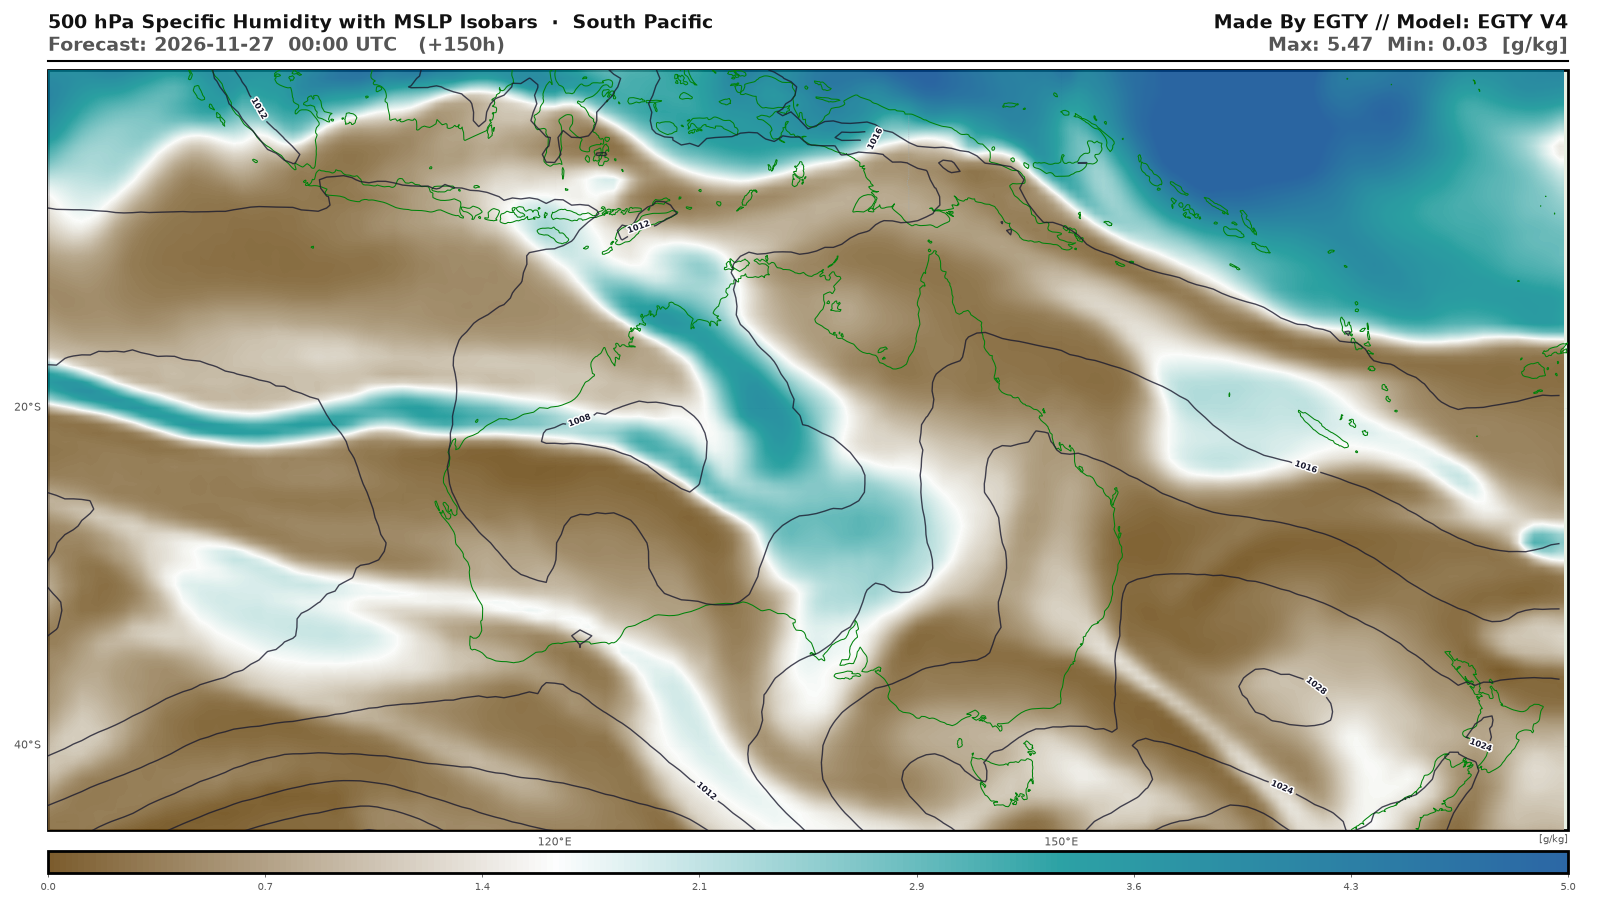 500 hPa Specific Humidity with MSLP Isobars · South Pacific
Made By EGTY // Model: EGTY V4
Forecast: 2026-11-27 00:00 UTC (+150h)
Max: 5.47 Min: 0.03 [g/kg]
1012
1016
1012
20°S
1008
1016
1028
40°S
1024
1012
1024
120°E
150°E
[g/kg]
0.0 0.7 1.4 2.1 2.9 3.6 4.3 5.0